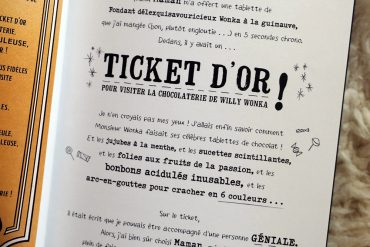 Maman m'a offert une tablette de
Fondant délexquisavouricieux Wonka à la guimauve,
que j'ai mangée (bon, plutôt engloutie...) en 5 secondes chrono.
Dedans, il y avait un...
TICKET D'OR!
POUR VISITER LA CHOCOLATERIE DE WILLY WONKA
Je n'en croyais pas mes yeux! J'allais enfin savoir comment
Monsieur Wonka faisait ses célèbres tablettes de chocolat!
Et les jujubes à la menthe, et les sucettes scintillantes,
et les folies aux fruits de la passion, et les
bonbons acidulés inusables, et les
arc-en-gouttes pour cracher en 6 couleurs...
Sur le ticket,
il était écrit que je pouvais être accompagné d'une personne GÉNIALE.
Alors, j'ai bien sûr choisi Maman